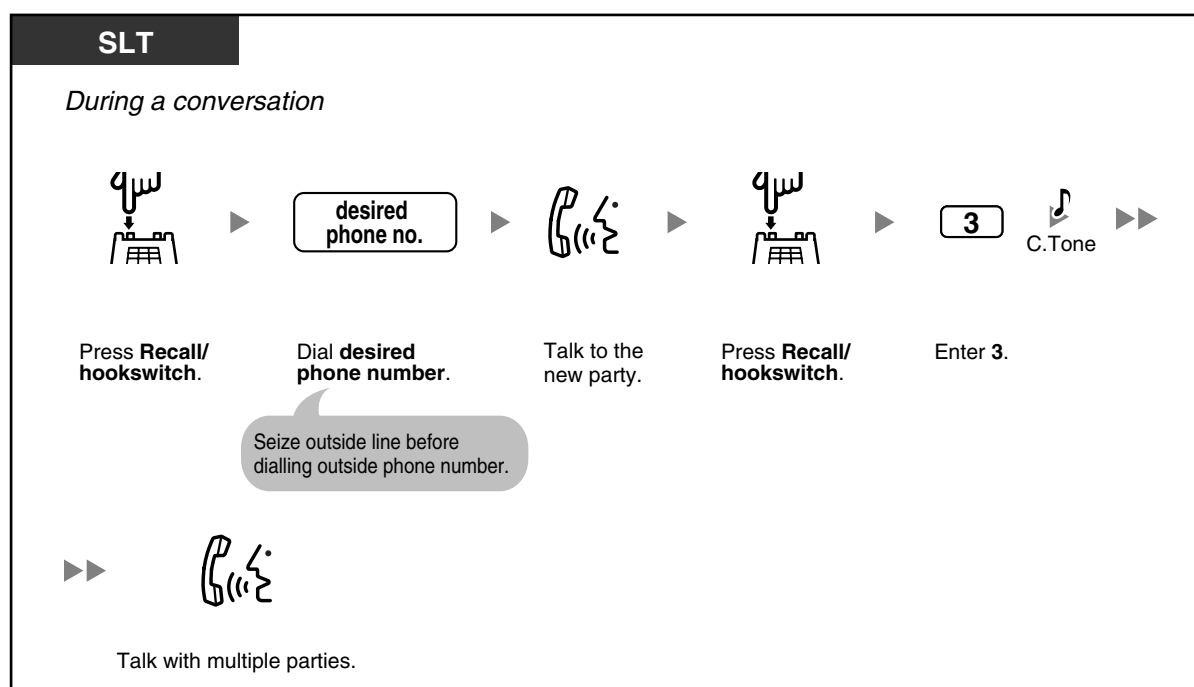 SLT
During a conversation
desired
phone no.
3
C.Tone
Press Recall/
hookswitch.
Dial desired
phone number.
Talk to the
new party.
Press Recall/
hookswitch.
Enter 3.
Seize outside line before
dialling outside phone number.
Talk with multiple parties.